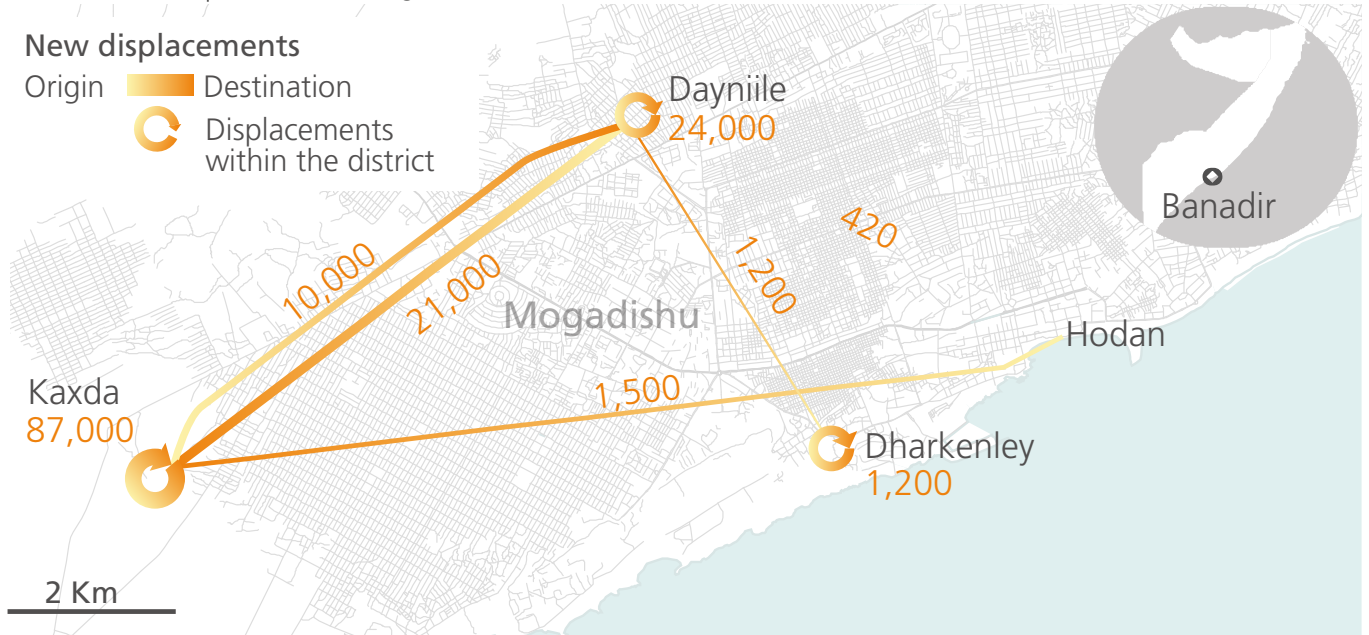 New displacements
Origin Destination
Displacements
within the district
Dayniile
24,000
Banadir
420
1,200
10,000
21,000
Mogadishu
Hodan
Kaxda
87,000
1,500
Dharkenley
1,200
2 Km